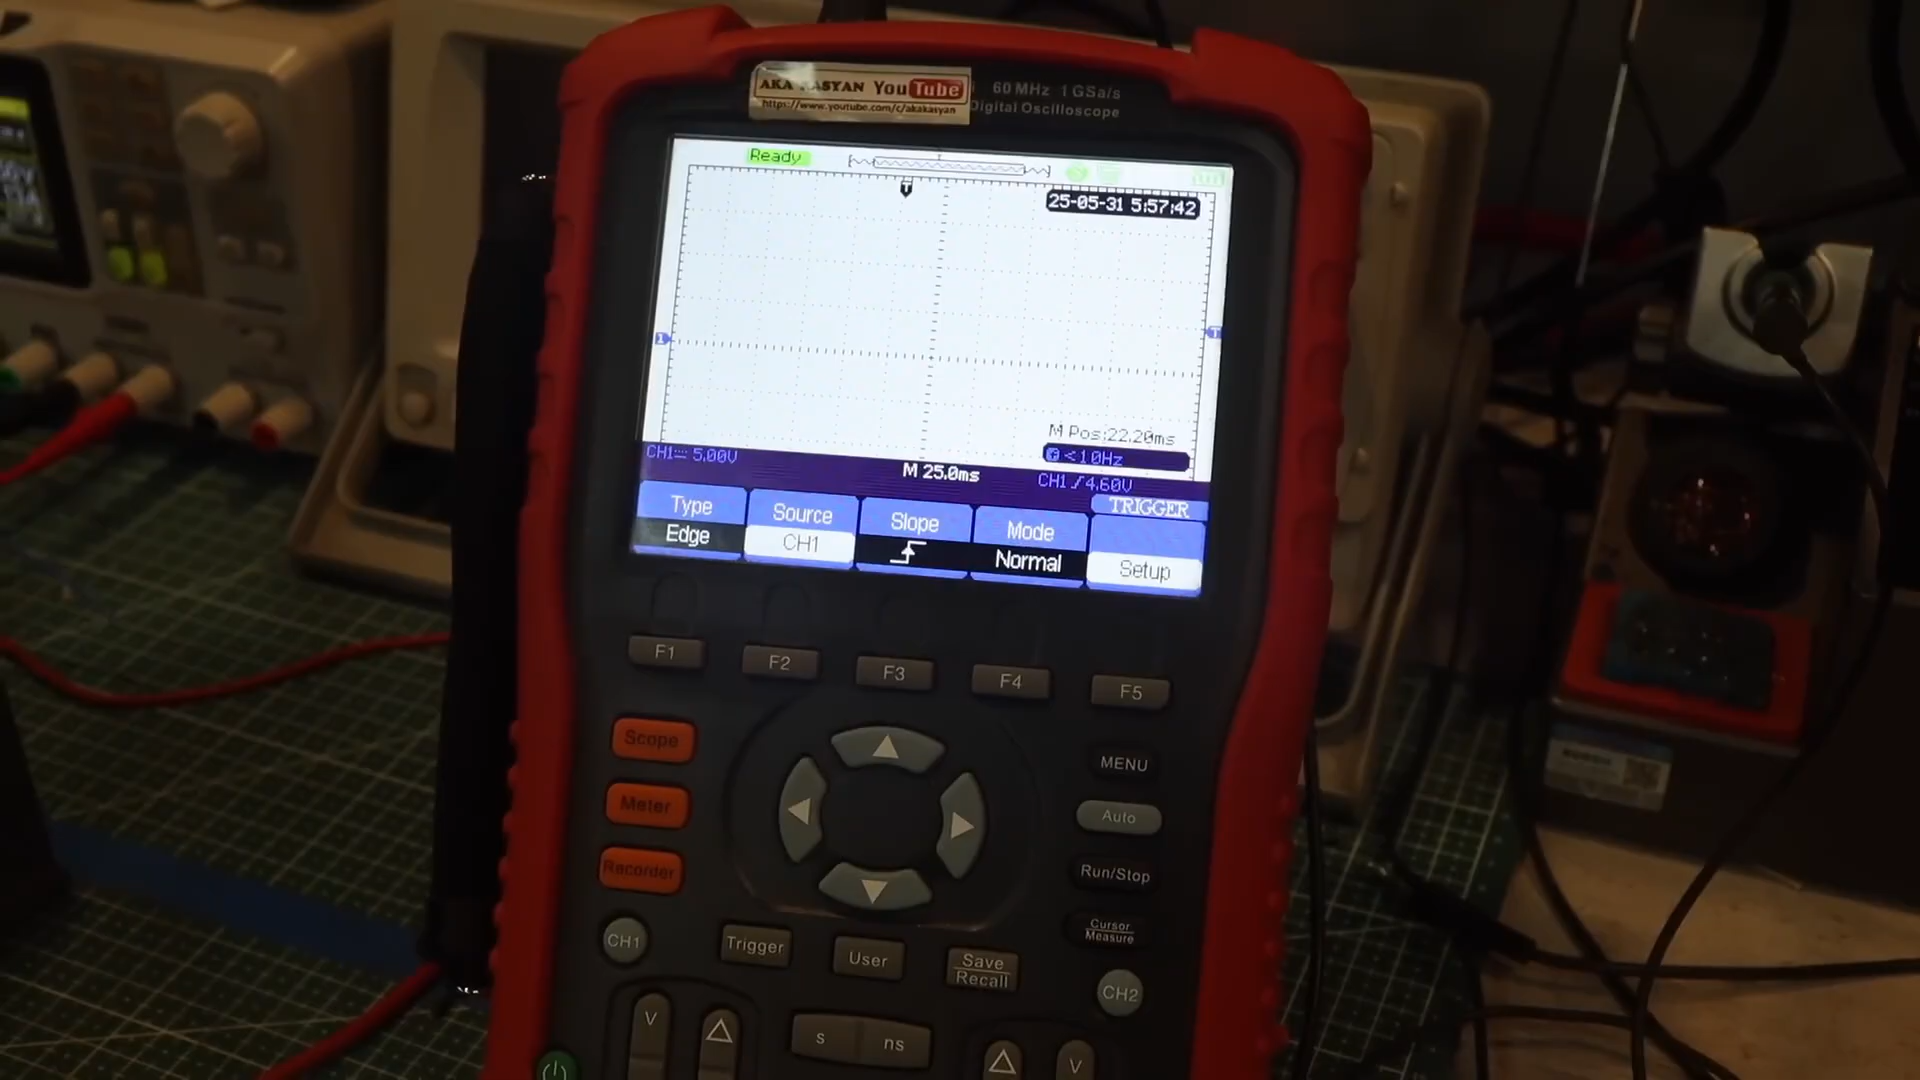 AKA KASYAN YouTube
https://www.youtube.com/c/akakasyan
60 MHz 1 GSa/s
Digital Oscilloscope
Ready
T
25-05-31 5:57:42
1
T
M Pos:22.20ms
F <10Hz
CH1 5.00V
M 25.0ms
CH1 4.60V
TRIGGER
Type
Source
Slope
Mode
Edge
CH1
Normal
Setup
F1
F2
F3
F4
F5
Scope
MENU
Meter
Auto
Recorder
Run/Stop
Cursor
Measure
CH1
Trigger
User
Save
Recall
CH2
V
s
ns
V